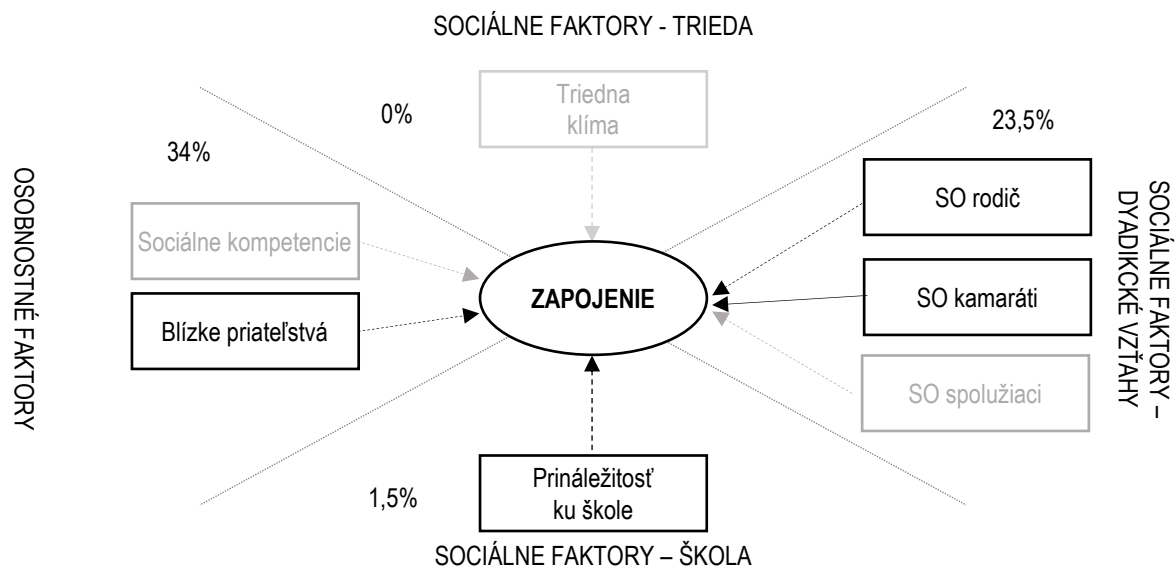 SOCIÁLNE FAKTORY - TRIEDA
0%
Triedna
klíma
23,5%
34%
OSOBNOSTNÉ FAKTORY
Sociálne kompetencie
Blízke priateľstvá
ZAPOJENIE
SO rodič
SO kamaráti
SO spolužiaci
SOCIÁLNE FAKTORY –
DYADIKCKÉ VZŤAHY
1,5%
Prináležitosť
ku škole
SOCIÁLNE FAKTORY – ŠKOLA